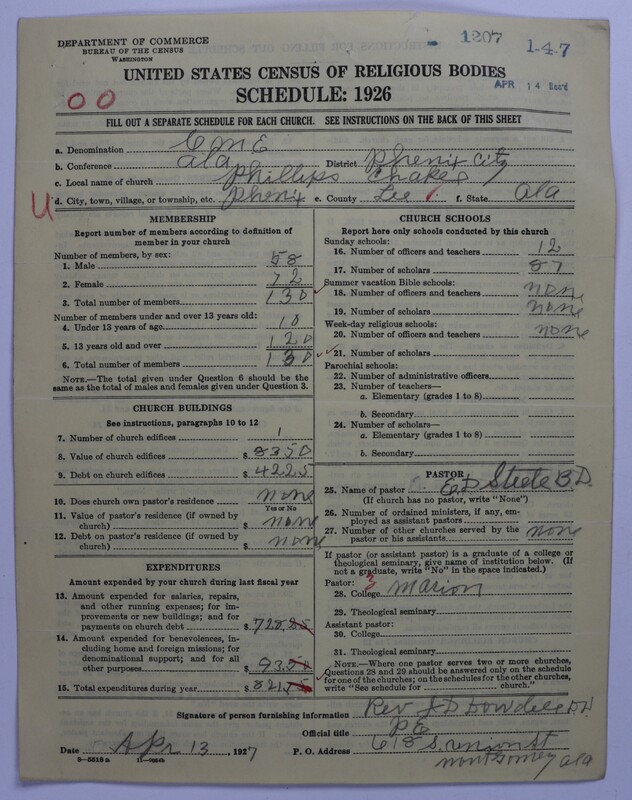 1207
1-4-7
DEPARTMENT OF COMMERCE
BUREAU OF THE CENSUS
WASHINGTON
UNITED STATES CENSUS OF RELIGIOUS BODIES
APR 14 Rec'd
SCHEDULE: 1926
00
FILL OUT A SEPARATE SCHEDULE FOR EACH CHURCH. SEE INSTRUCTIONS ON THE BACK OF THIS SHEET
a. Denomination CME
b. Conference ala District Phenix City
c. Local name of church Phillips
U d. City, town, village, or township, etc. Phenix e. County Lee 1 f. State ala
MEMBERSHIP
Report number of members according to definition of member in your church
Number of members, by sex:
1. Male 58
2. Female 72
3. Total number of members 130
Number of members under and over 13 years old:
4. Under 13 years of age 10
5. 13 years old and over 120
6. Total number of members 130
NOTE.—The total given under Question 6 should be the same as the total of males and females given under Question 3.
CHURCH BUILDINGS
See instructions, paragraphs 10 to 12
7. Number of church edifices 1
8. Value of church edifices $ 8350
9. Debt on church edifices $ 4225
10. Does church own pastor's residence none
Yes or No
11. Value of pastor's residence (if owned by church) $ none
12. Debt on pastor's residence (if owned by church) $ none
EXPENDITURES
Amount expended by your church during last fiscal year
13. Amount expended for salaries, repairs, and other running expenses; for improvements or new buildings; and for payments on church debt $ 728.85
14. Amount expended for benevolences, including home and foreign missions; for denominational support; and for all other purposes $ 93.50
15. Total expenditures during year $
CHURCH SCHOOLS
Report here only schools conducted by this church
Sunday schools:
16. Number of officers and teachers 12
17. Number of scholars 87
Summer vacation Bible schools:
18. Number of officers and teachers none
19. Number of scholars none
Week-day religious schools:
20. Number of officers and teachers none
21. Number of scholars
Parochial schools:
22. Number of administrative officers
23. Number of teachers—
a. Elementary (grades 1 to 8)
b. Secondary
24. Number of scholars—
a. Elementary (grades 1 to 8)
b. Secondary
PASTOR
25. Name of pastor ED Steele B.D.
(If church has no pastor, write "None")
26. Number of ordained ministers, if any, employed as assistant pastors
27. Number of other churches served by the pastor or his assistants none
If pastor (or assistant pastor) is a graduate of a college or theological seminary, give name of institution below. (If not a graduate, write "No" in the space indicated.)
Pastor: 3
28. College Marion
29. Theological seminary
Assistant pastor:
30. College
31. Theological seminary
NOTE.—Where one pastor serves two or more churches, Questions 28 and 29 should be answered only on the schedule for one of the churches; on the schedules for the other churches, write "See schedule for church."
Signature of person furnishing information Rev J D Dowdell DD
Official title PE
Date Apr 13, 1927 P. O. Address 618 S. union St
montgomey ala
8-5518 a